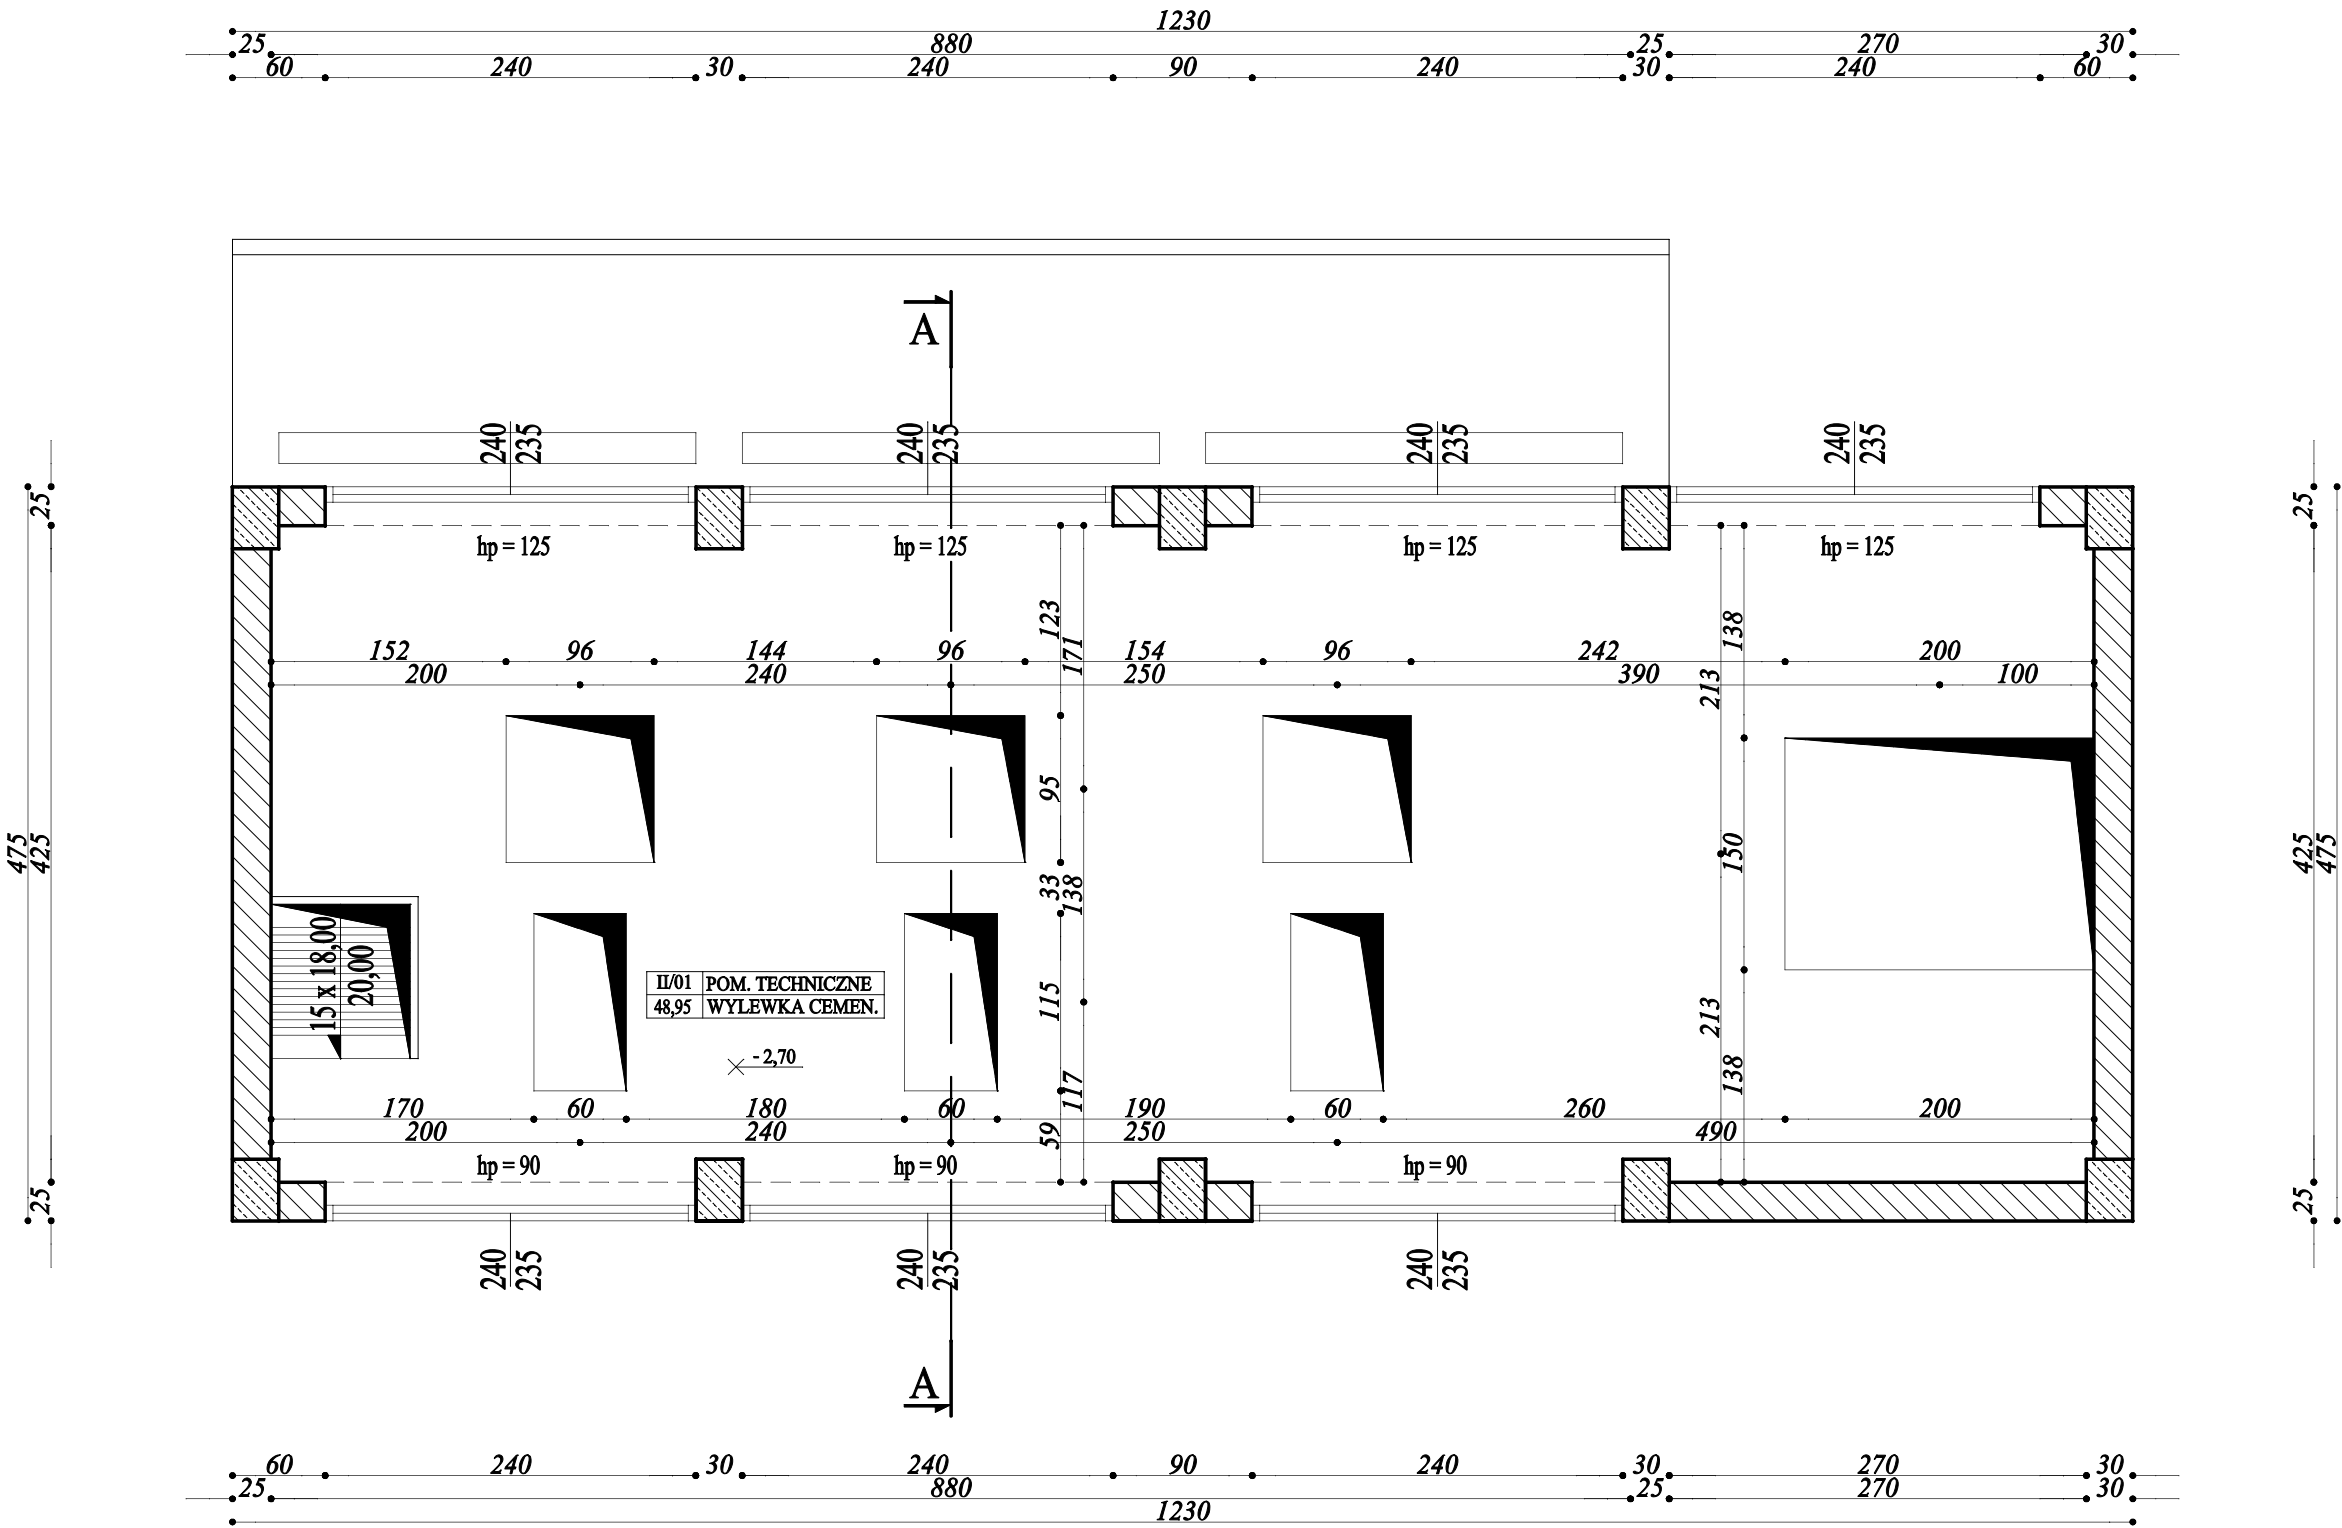 1230
25 880 25 270 30
60 240 30 240 90 240 30 240 60
A
240 240 240 240
235 235 235 235
25 25
hp = 125 hp = 125 hp = 125 hp = 125
123 138
171
152 96 144 96 154 96 242 200
200 240 250 390 100
213
95
475 425 150 425 475
33
138
15 x 18,00
20,00
II/01 POM. TECHNICZNE
48,95 WYLEWKA CEMEN.
115 213
- 2,70
117 138
170 60 180 60 190 60 260 200
200 240 59 250 490
hp = 90 hp = 90 hp = 90
25 25
240 240 240
235 235 235
A
60 240 30 240 90 240 30 270 30
25 880 25 270 30
1230